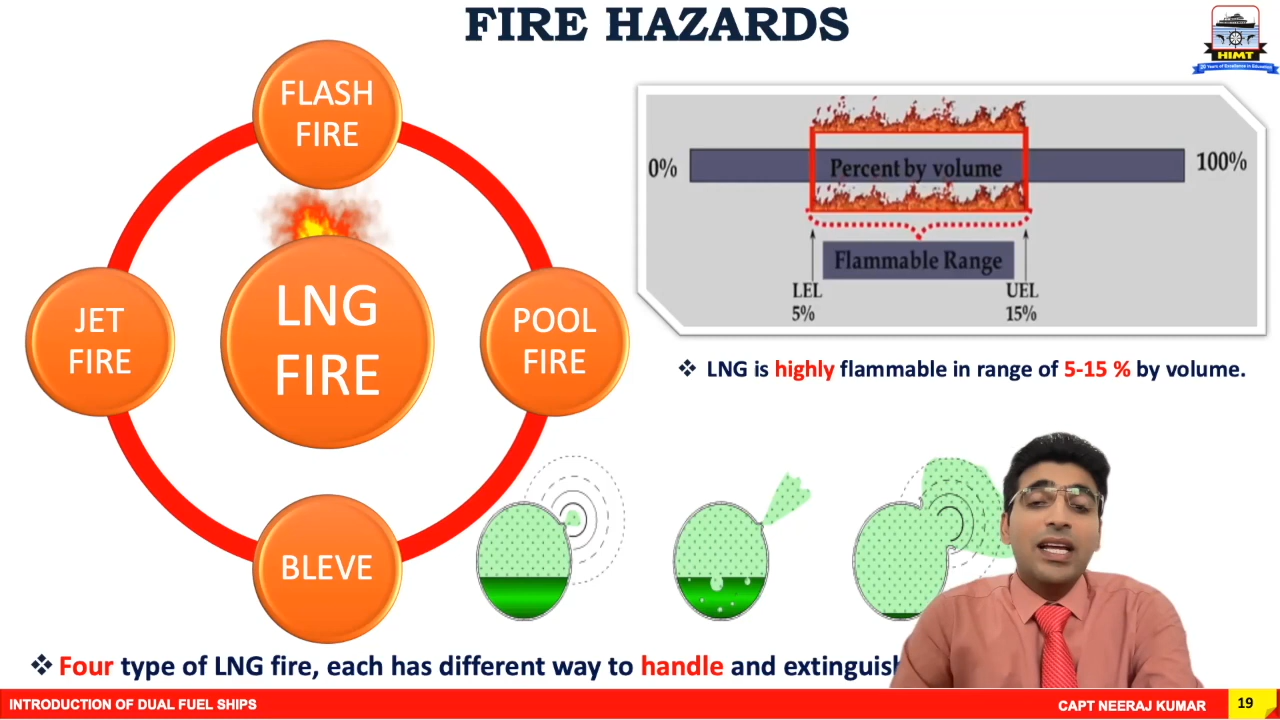 FIRE HAZARDS
HIMT
FLASH
FIRE
JET
FIRE
LNG
FIRE
POOL
FIRE
BLEVE
0%
Percent by volume
100%
Flammable Range
LEL
5%
UEL
15%
❖ LNG is highly flammable in range of 5-15 % by volume.
❖ Four type of LNG fire, each has different way to handle and extinguish
INTRODUCTION OF DUAL FUEL SHIPS
CAPT NEERAJ KUMAR
19